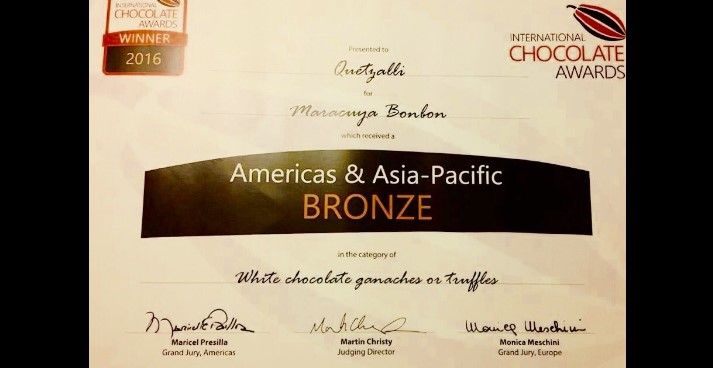 INTERNATIONAL
CHOCOLATE
AWARDS
WINNER
2016
INTERNATIONAL
CHOCOLATE
AWARDS
Presented to
Quetzalli
for
Maracuya Bonbon
which received a
Americas & Asia-Pacific
BRONZE
in the category of
White chocolate ganaches or truffles
Maricel Presilla
Grand Jury, Americas
Martin Christy
Judging Director
Monica Meschini
Grand Jury, Europe